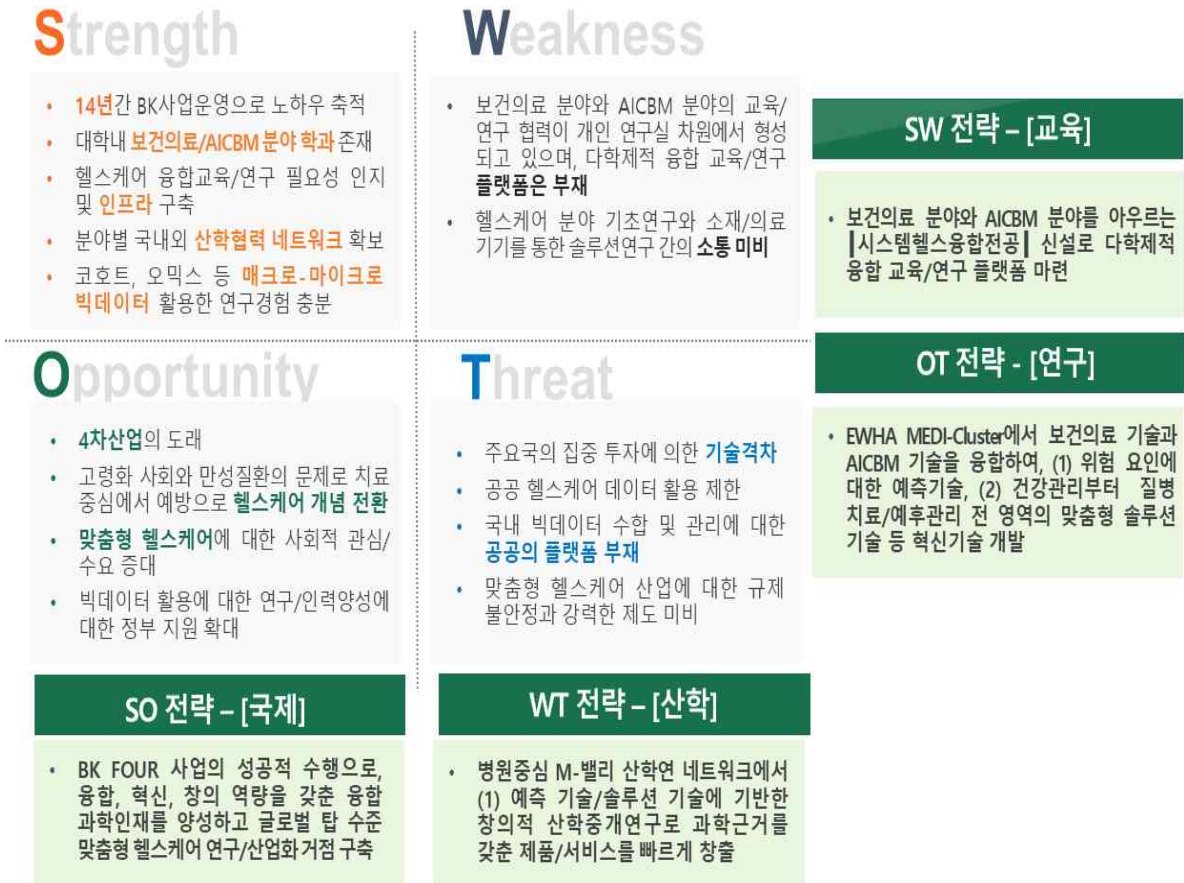 Strength
• 14년간 BK사업운영으로 노하우 축적
• 대학내 보건의료/AICBM 분야 학과 존재
• 헬스케어 융합교육/연구 필요성 인지
및 인프라 구축
• 분야별 국내외 산학협력 네트워크 확보
• 코호트, 오믹스 등 매크로-마이크로
빅데이터 활용한 연구경험 충분
Weakness
• 보건의료 분야와 AICBM 분야의 교육/
연구 협력이 개인 연구실 차원에서 형성
되고 있으며, 다학제적 융합 교육/연구
플랫폼은 부재
• 헬스케어 분야 기초연구와 소재/의료
기기를 통한 솔루션연구 간의 소통 미비
SW 전략 – [교육]
• 보건의료 분야와 AICBM 분야를 아우르는
┃시스템헬스융합전공┃ 신설로 다학제적
융합 교육/연구 플랫폼 마련
Opportunity
• 4차산업의 도래
• 고령화 사회와 만성질환의 문제로 치료
중심에서 예방으로 헬스케어 개념 전환
• 맞춤형 헬스케어에 대한 사회적 관심/
수요 증대
• 빅데이터 활용에 대한 연구/인력양성에
대한 정부 지원 확대
Threat
• 주요국의 집중 투자에 의한 기술격차
• 공공 헬스케어 데이터 활용 제한
• 국내 빅데이터 수합 및 관리에 대한
공공의 플랫폼 부재
• 맞춤형 헬스케어 산업에 대한 규제
불안정과 강력한 제도 미비
OT 전략 - [연구]
• EWHA MEDI-Cluster에서 보건의료 기술과
AICBM 기술을 융합하여, (1) 위험 요인에
대한 예측기술, (2) 건강관리부터 질병
치료/예후관리 전 영역의 맞춤형 솔루션
기술 등 혁신기술 개발
SO 전략 – [국제]
• BK FOUR 사업의 성공적 수행으로,
융합, 혁신, 창의 역량을 갖춘 융합
과학인재를 양성하고 글로벌 탑 수준
맞춤형 헬스케어 연구/산업화 거점 구축
WT 전략 – [산학]
• 병원중심 M-밸리 산학연 네트워크에서
(1) 예측 기술/솔루션 기술에 기반한
창의적 산학중개연구로 과학근거를
갖춘 제품/서비스를 빠르게 창출